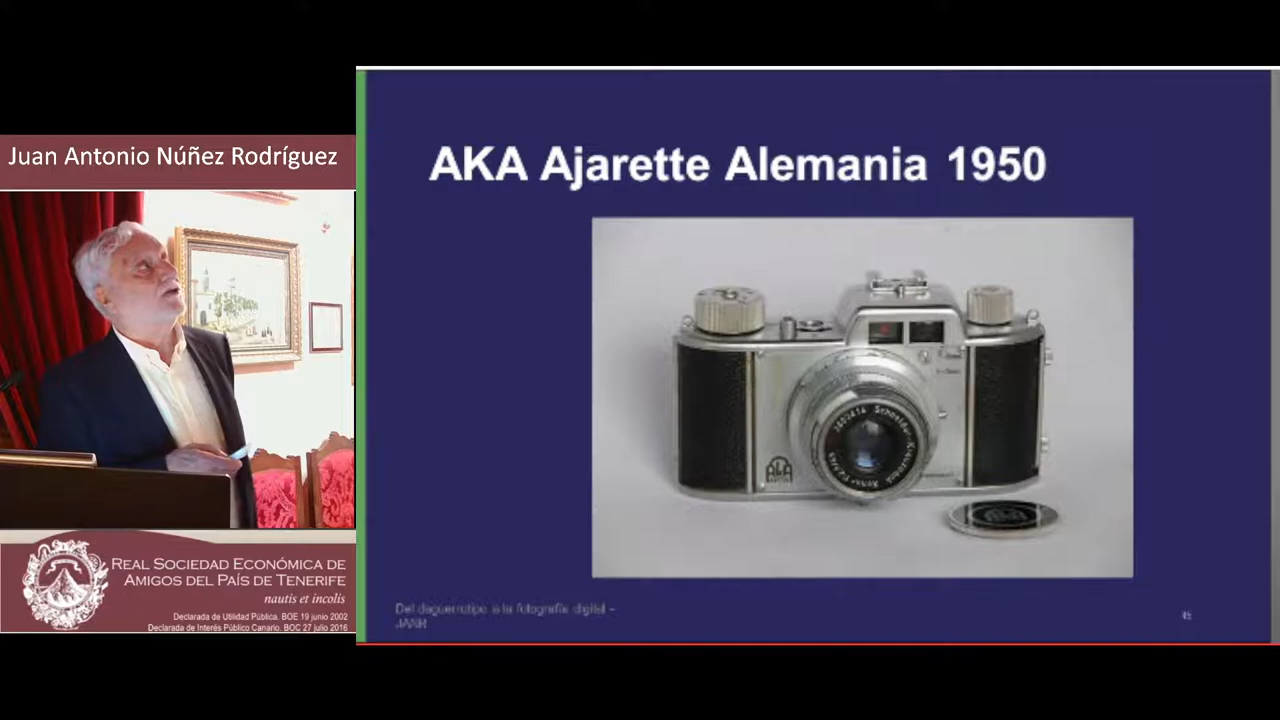 Juan Antonio Núñez Rodríguez
AKA Ajarette Alemania 1950
AkA
REAL SOCIEDAD ECONÓMICA DE
AMIGOS DEL PAÍS DE TENERIFE
nautis et incolis
Declarada de Utilidad Pública. BOE 19 junio 2002
Declarada de Interés Público Canario. BOC 27 julio 2016
Del daguerrotipo a la fotografía digital –
JANR